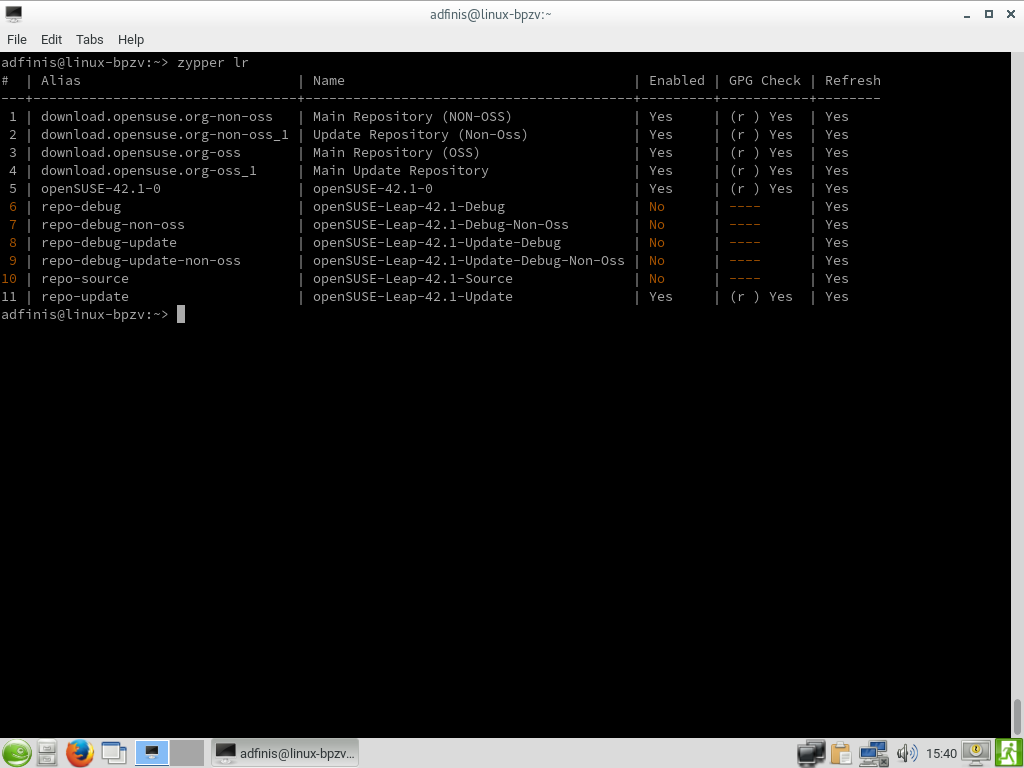 adfinis@linux-bpzv:~
File Edit Tabs Help
adfinis@linux-bpzv:~> zypper lr
#  | Alias                           | Name                                    | Enabled | GPG Check | Refresh
---+---------------------------------+-----------------------------------------+---------+-----------+--------
 1 | download.opensuse.org-non-oss   | Main Repository (NON-OSS)               | Yes     | (r ) Yes  | Yes
 2 | download.opensuse.org-non-oss_1 | Update Repository (Non-Oss)             | Yes     | (r ) Yes  | Yes
 3 | download.opensuse.org-oss       | Main Repository (OSS)                   | Yes     | (r ) Yes  | Yes
 4 | download.opensuse.org-oss_1     | Main Update Repository                  | Yes     | (r ) Yes  | Yes
 5 | openSUSE-42.1-0                 | openSUSE-42.1-0                         | Yes     | (r ) Yes  | Yes
 6 | repo-debug                      | openSUSE-Leap-42.1-Debug                | No      | ----      | Yes
 7 | repo-debug-non-oss              | openSUSE-Leap-42.1-Debug-Non-Oss        | No      | ----      | Yes
 8 | repo-debug-update               | openSUSE-Leap-42.1-Update-Debug         | No      | ----      | Yes
 9 | repo-debug-update-non-oss       | openSUSE-Leap-42.1-Update-Debug-Non-Oss | No      | ----      | Yes
10 | repo-source                     | openSUSE-Leap-42.1-Source               | No      | ----      | Yes
11 | repo-update                     | openSUSE-Leap-42.1-Update               | Yes     | (r ) Yes  | Yes
adfinis@linux-bpzv:~>
adfinis@linux-bpzv... 15:40